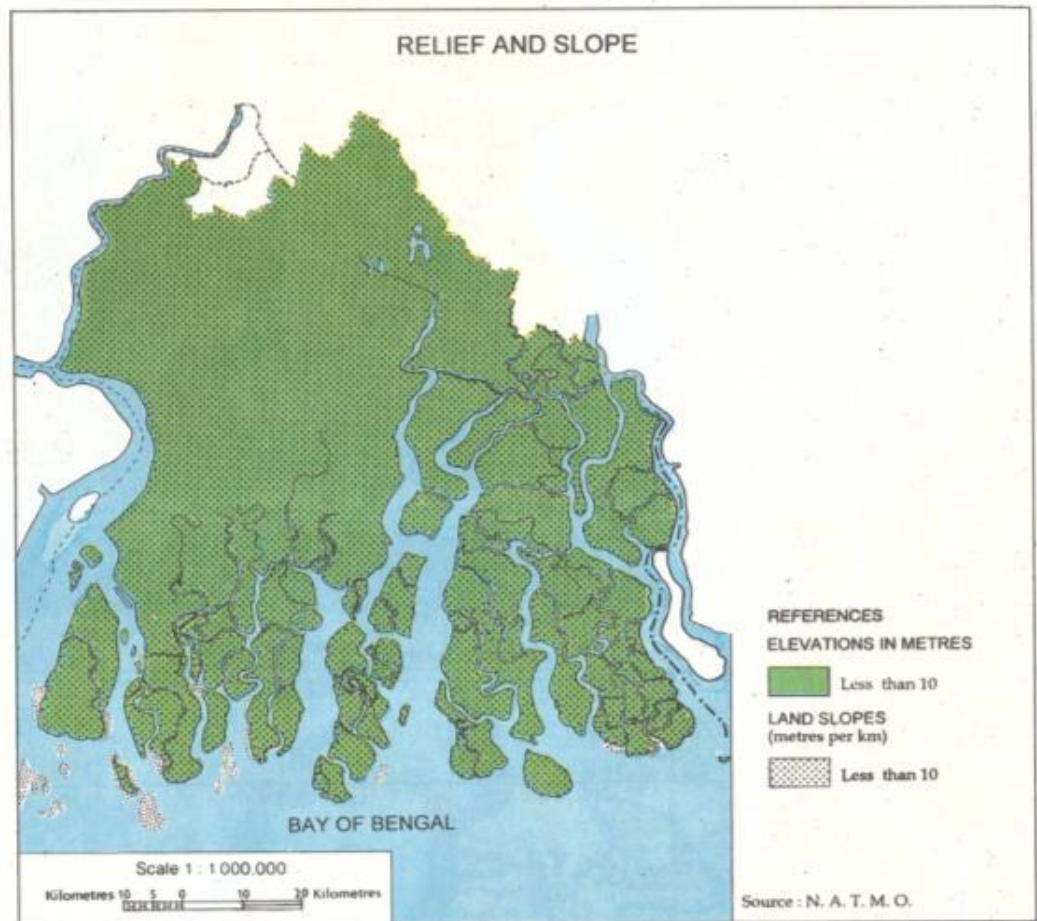 RELIEF AND SLOPE
REFERENCES
ELEVATIONS IN METRES
Less than 10
LAND SLOPES
(metres per km)
Less than 10
BAY OF BENGAL
Scale 1 : 1 000,000
Kilometres 10 5 0 10 20 Kilometres
Source : N. A. T. M. O.